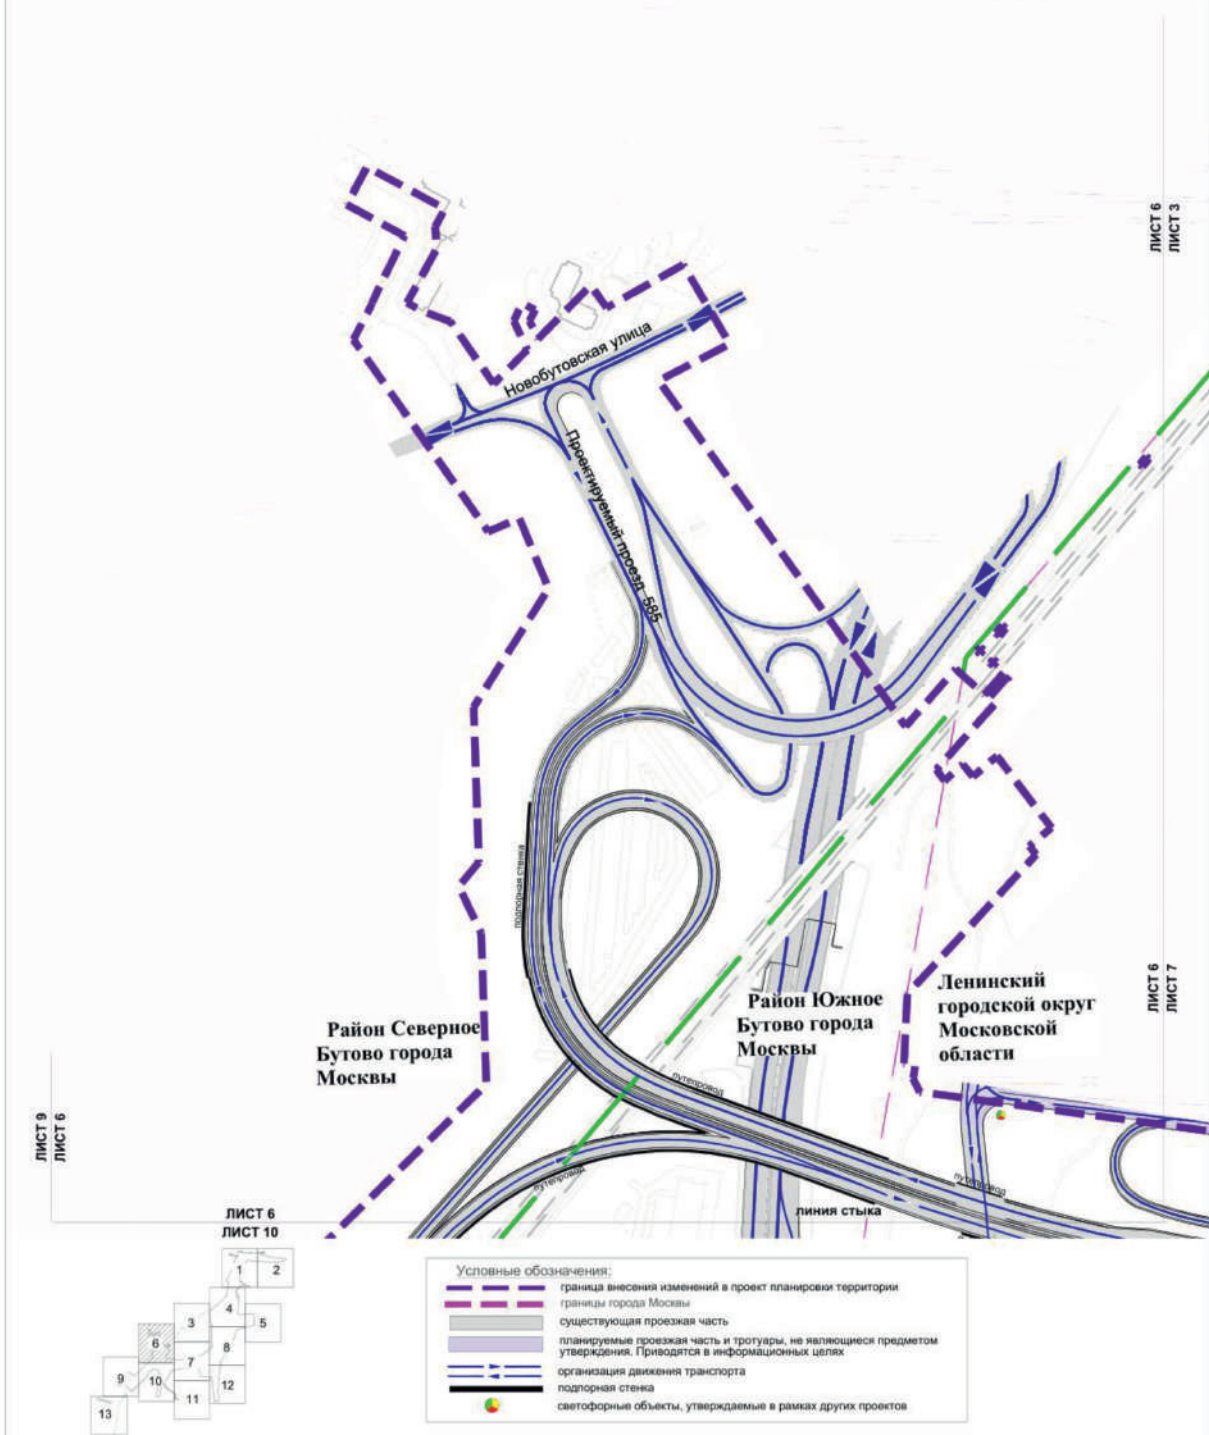 ЛИСТ 6
ЛИСТ 3
Новобутовская улица
Проектируемый проезд 585
подпорная стенка
Район Северное
Бутово города
Москвы
Район Южное
Бутово города
Москвы
Ленинский
городской округ
Московской
области
ЛИСТ 6
ЛИСТ 7
путепровод
путепровод
путепровод
линия стыка
ЛИСТ 9
ЛИСТ 6
ЛИСТ 6
ЛИСТ 10
1
2
3
4
5
6
7
8
9
10
11
12
13
Условные обозначения:
граница внесения изменений в проект планировки территории
границы города Москвы
существующая проезжая часть
планируемые проезжая часть и тротуары, не являющиеся предметом
утверждения. Приводятся в информационных целях
организация движения транспорта
подпорная стенка
светофорные объекты, утверждаемые в рамках других проектов